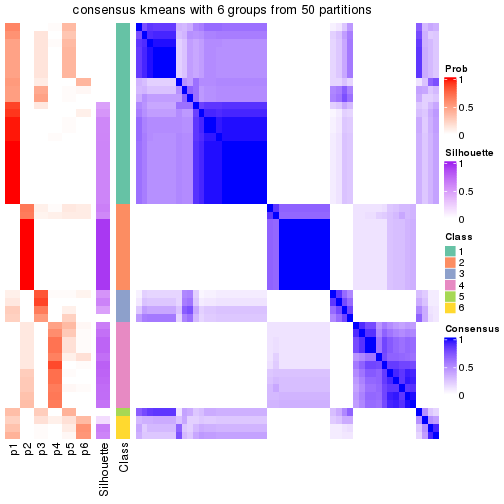 consensus kmeans with 6 groups from 50 partitions
Prob
1
0.5
0
Silhouette
1
0.5
0
Class
1
2
3
4
5
6
Consensus
1
0.5
0
p1
p2
p3
p4
p5
p6
Silhouette
Class